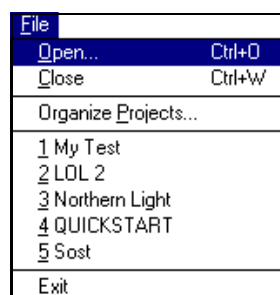 File
Open... Ctrl+O
Close Ctrl+W
Organize Projects...
1 My Test
2 LOL 2
3 Northern Light
4 QUICKSTART
5 Sost
Exit